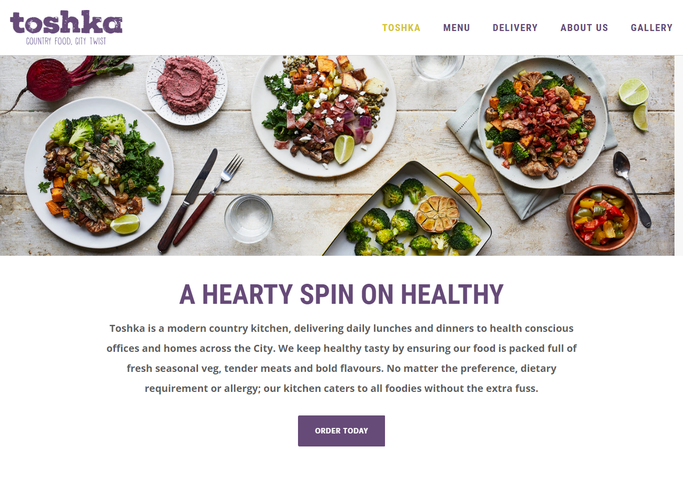 toshka
COUNTRY FOOD, CITY TWIST
TOSHKA MENU DELIVERY ABOUT US GALLERY
A HEARTY SPIN ON HEALTHY
Toshka is a modern country kitchen, delivering daily lunches and dinners to health conscious
offices and homes across the City. We keep healthy tasty by ensuring our food is packed full of
fresh seasonal veg, tender meats and bold flavours. No matter the preference, dietary
requirement or allergy; our kitchen caters to all foodies without the extra fuss.
ORDER TODAY